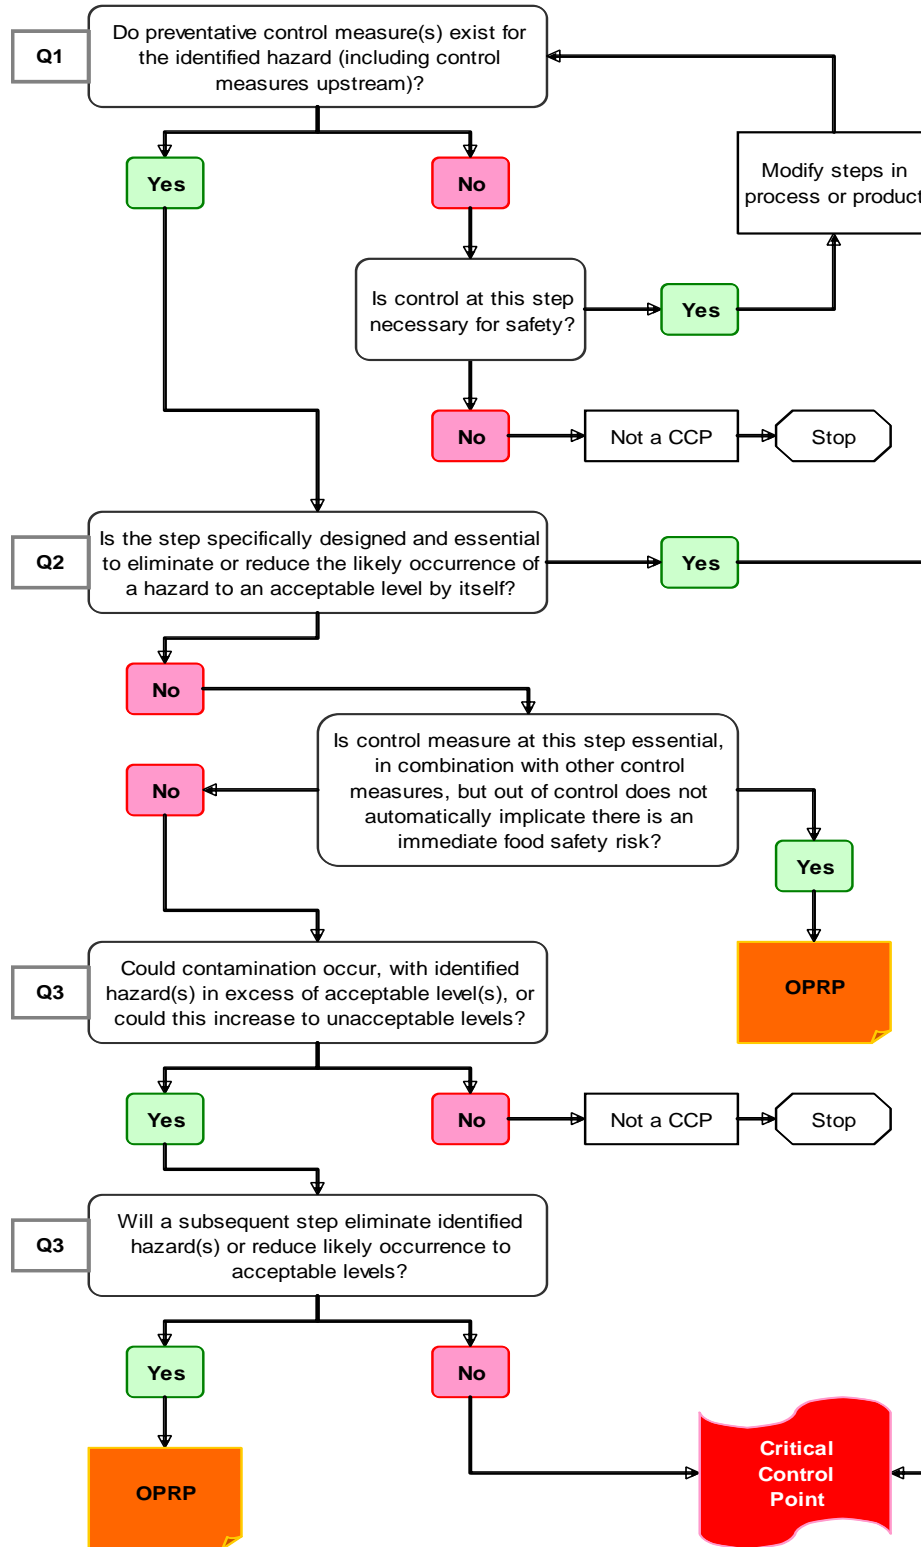 Q1
Do preventative control measure(s) exist for
the identified hazard (including control
measures upstream)?
Yes
No
Modify steps in
process or product
Is control at this step
necessary for safety?
Yes
No
Not a CCP
Stop
Q2
Is the step specifically designed and essential
to eliminate or reduce the likely occurrence of
a hazard to an acceptable level by itself?
Yes
No
Is control measure at this step essential,
in combination with other control
measures, but out of control does not
automatically implicate there is an
immediate food safety risk?
No
Yes
OPRP
Q3
Could contamination occur, with identified
hazard(s) in excess of acceptable level(s), or
could this increase to unacceptable levels?
Yes
No
Not a CCP
Stop
Q3
Will a subsequent step eliminate identified
hazard(s) or reduce likely occurrence to
acceptable levels?
Yes
No
OPRP
Critical
Control
Point